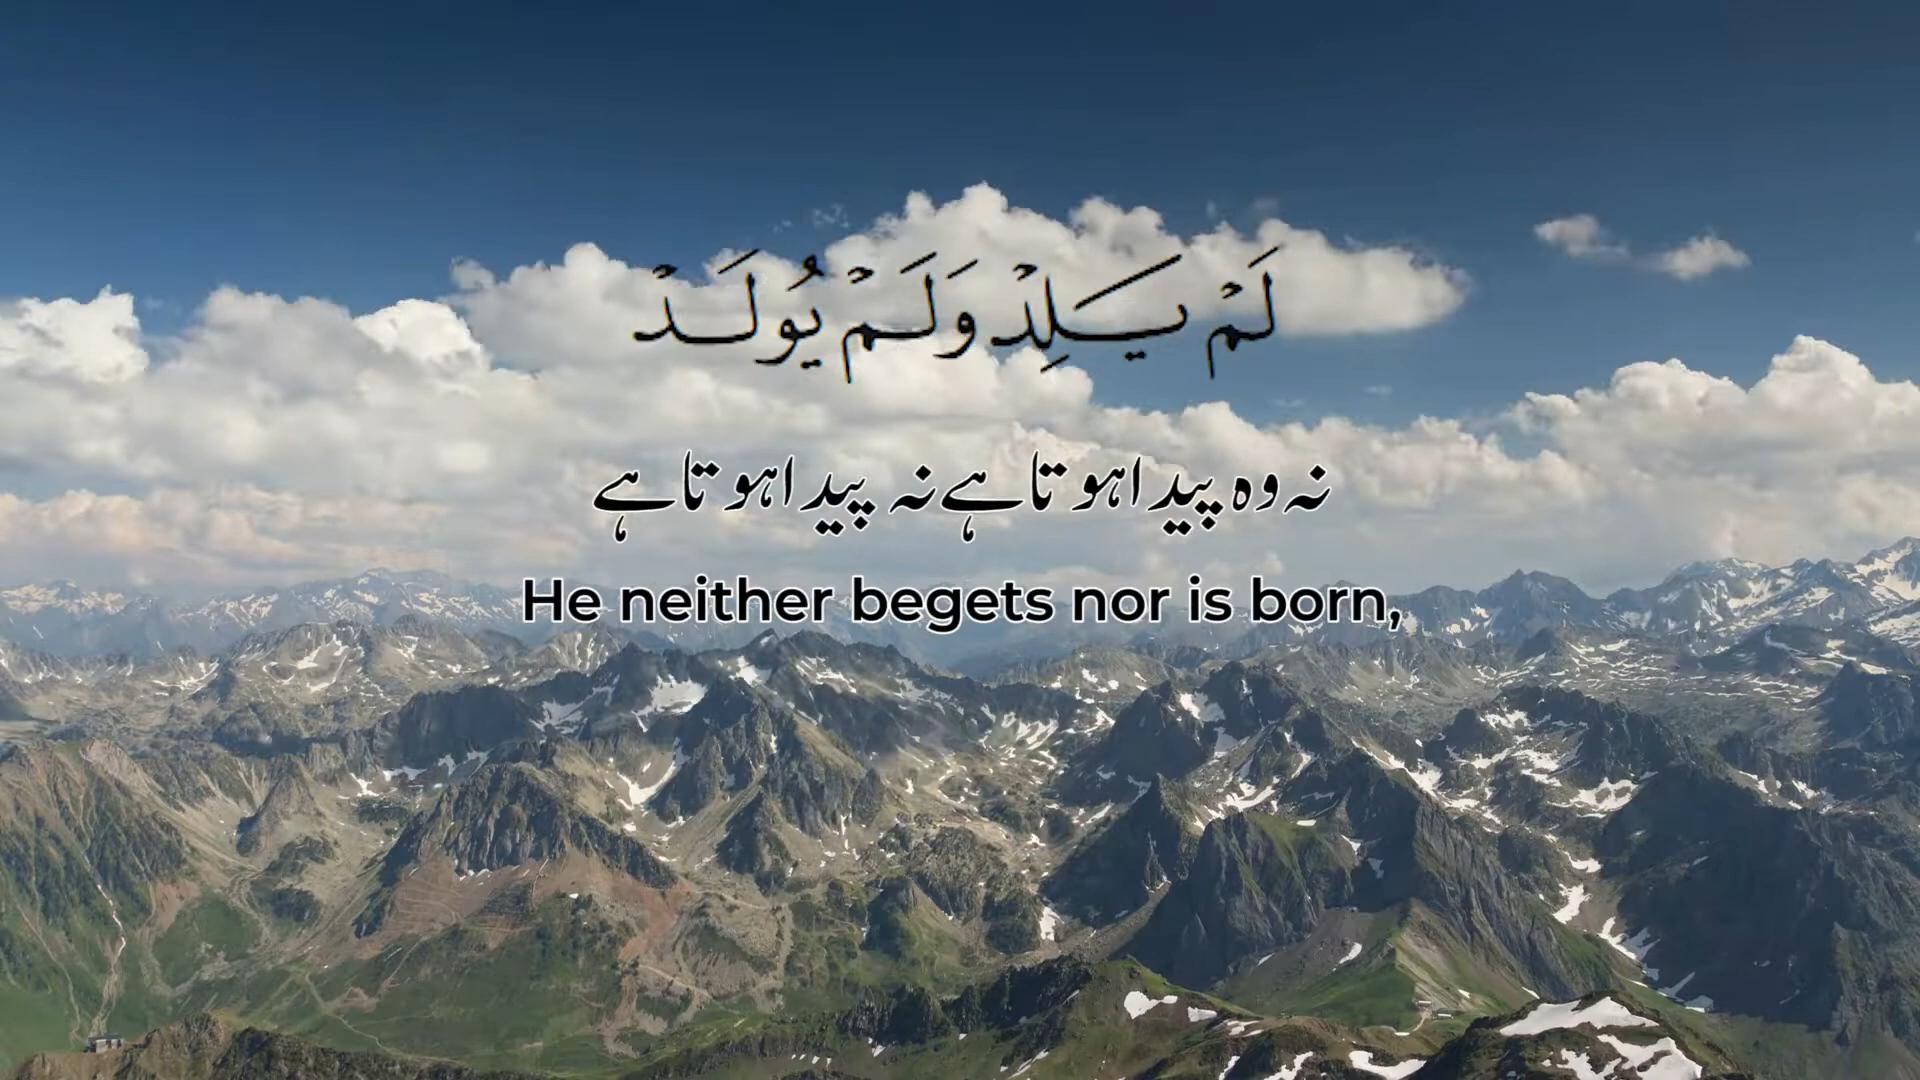 لَمْ يَلِدْ وَلَمْ يُولَدْ
نہ وہ پیدا ہوتا ہے نہ پیدا ہوتا ہے
He neither begets nor is born,